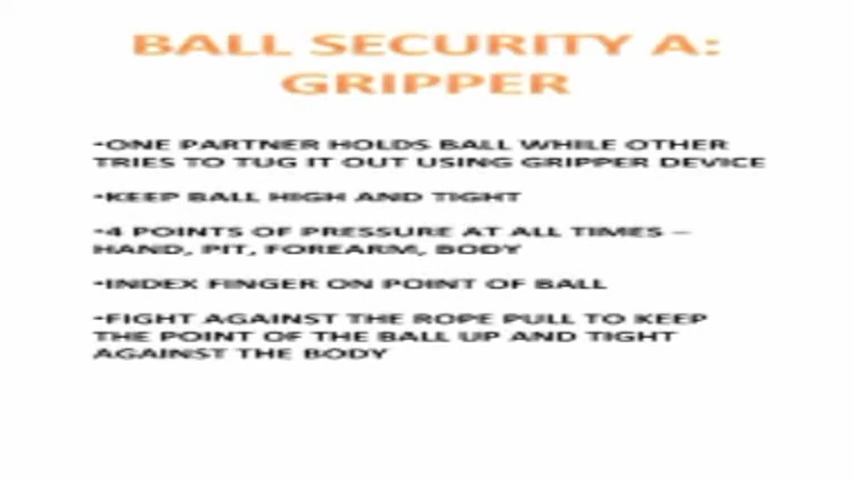 BALL SECURITY A:
GRIPPER
•ONE PARTNER HOLDS BALL WHILE OTHER
TRIES TO TUG IT OUT USING GRIPPER DEVICE
•KEEP BALL HIGH AND TIGHT
•4 POINTS OF PRESSURE AT ALL TIMES –
HAND, PIT, FOREARM, BODY
•INDEX FINGER ON POINT OF BALL
•FIGHT AGAINST THE ROPE PULL TO KEEP
THE POINT OF THE BALL UP AND TIGHT
AGAINST THE BODY